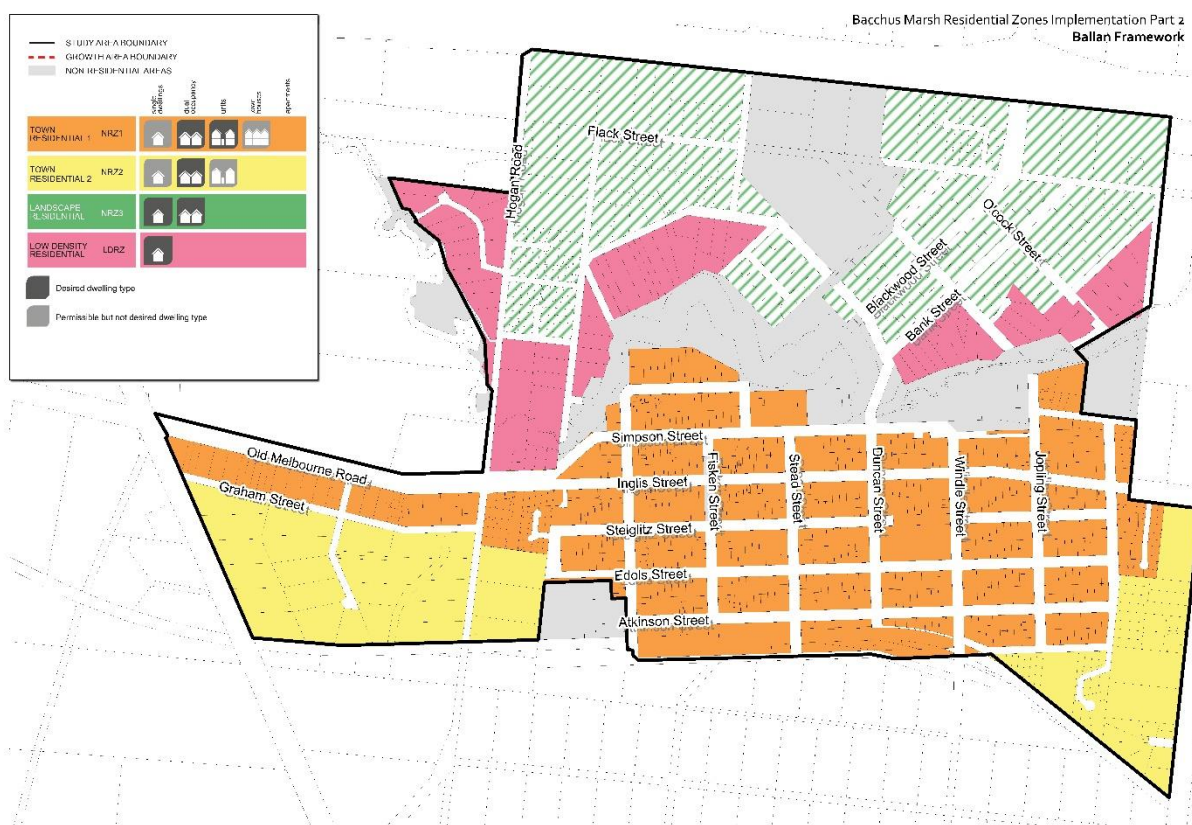 Bacchus Marsh Residential Zones Implementation Part 2
Ballan Framework
STUDY AREA BOUNDARY
GROWTH AREA BOUNDARY
NON RESIDENTIAL AREAS
single dwellings
dual occupancy
units
town houses
apartments
TOWN RESIDENTIAL 1 NRZ1
TOWN RESIDENTIAL 2 NRZ2
LANDSCAPE RESIDENTIAL NRZ3
LOW DENSITY RESIDENTIAL LDRZ
Desired dwelling type
Permissible but not desired dwelling type
Flack Street
Hogan Road
O'cock Street
Blackwood Street
Bank Street
Simpson Street
Old Melbourne Road
Inglis Street
Graham Street
Fisken Street
Stead Street
Duncan Street
Windle Street
Jopling Street
Steiglitz Street
Edols Street
Atkinson Street